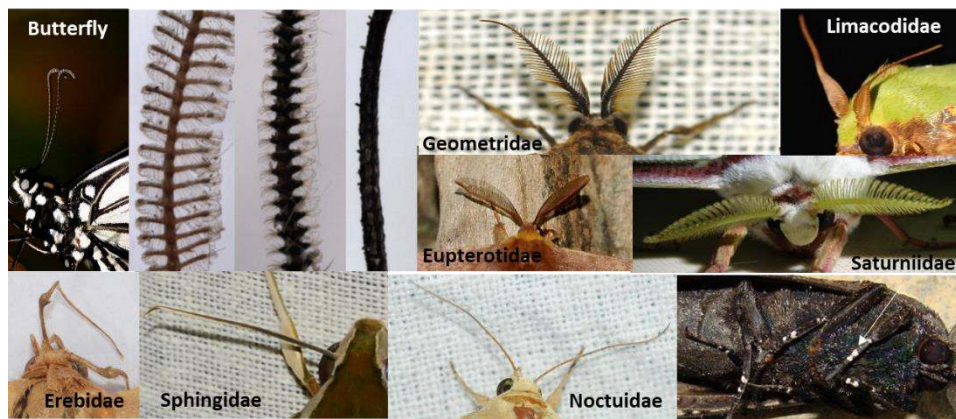 Butterfly
Limacodidae
Geometridae
Eupterotidae
Saturniidae
Erebidae
Sphingidae
Noctuidae